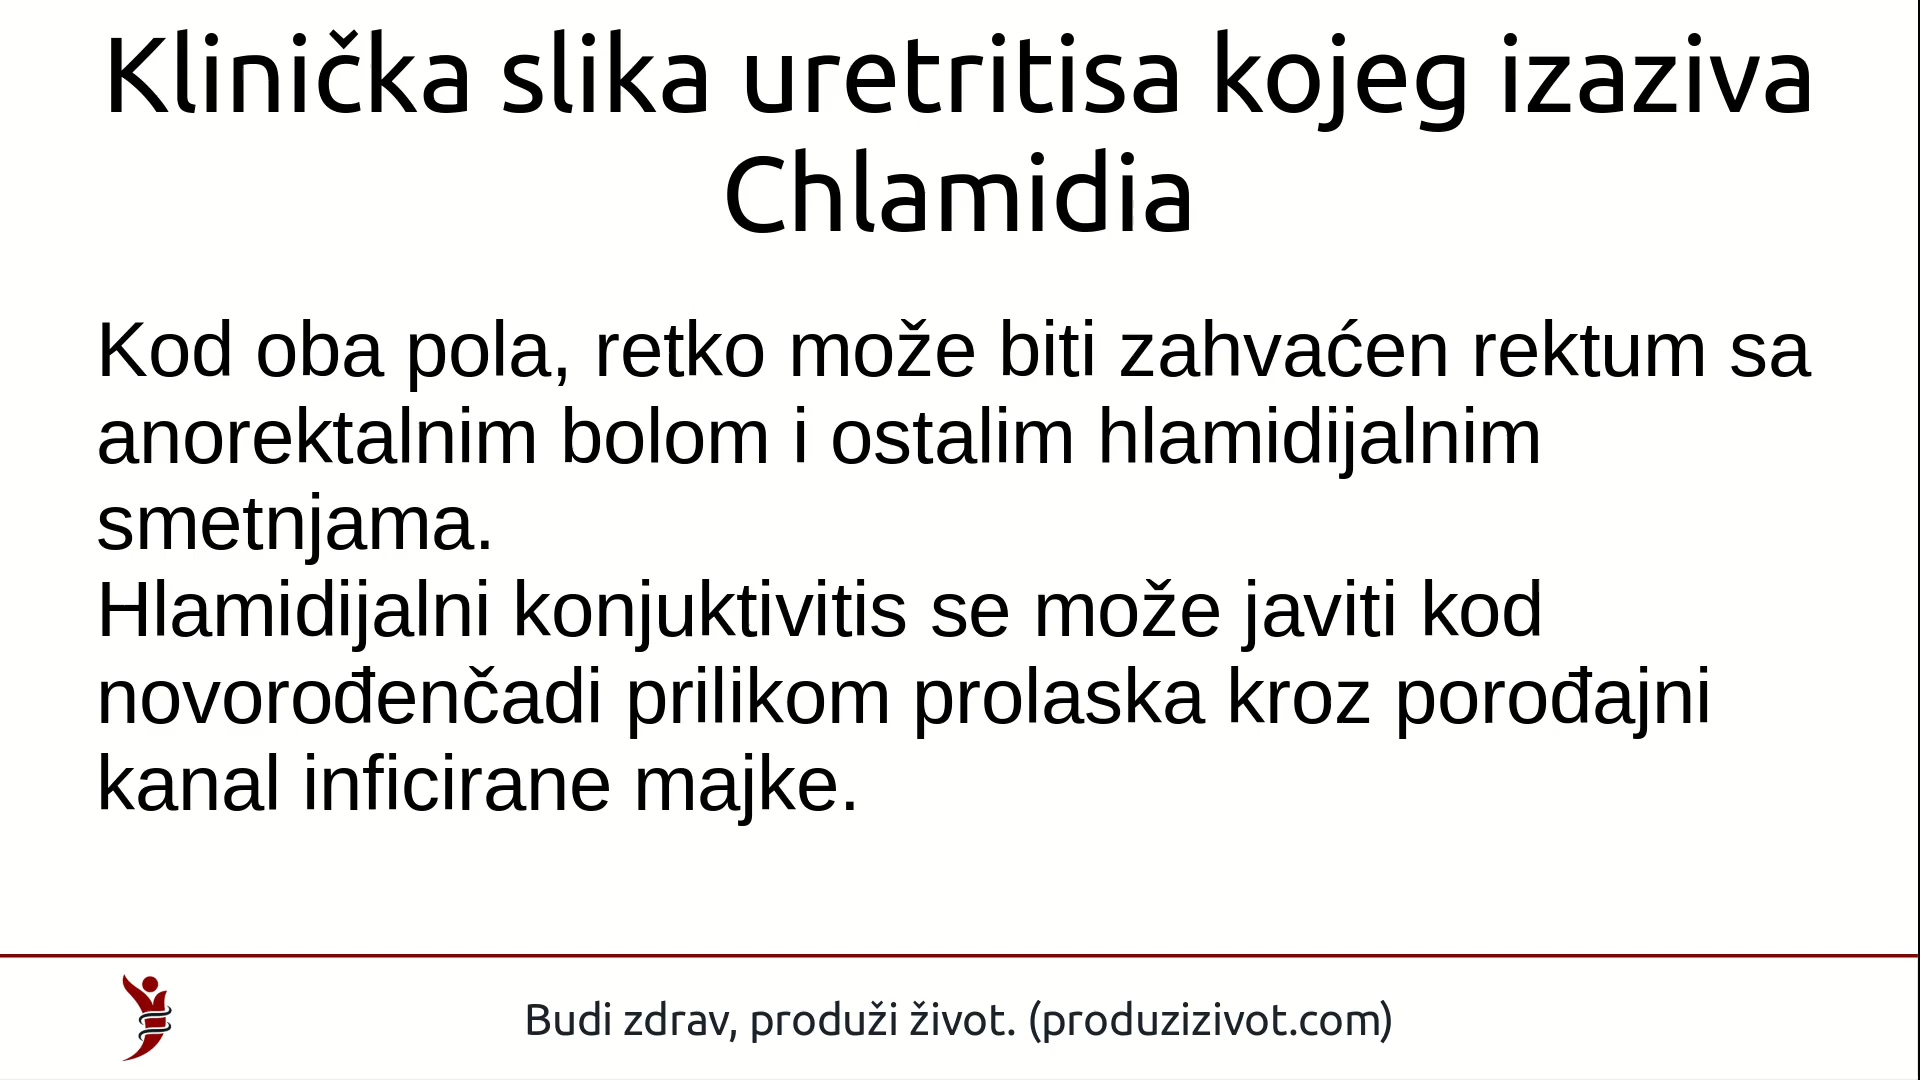 Klinička slika uretritisa kojeg izaziva
Chlamidia
Kod oba pola, retko može biti zahvaćen rektum sa
anorektalnim bolom i ostalim hlamidijalnim
smetnjama.
Hlamidijalni konjuktivitis se može javiti kod
novorođenčadi prilikom prolaska kroz porođajni
kanal inficirane majke.
Budi zdrav, produži život. (produzizivot.com)